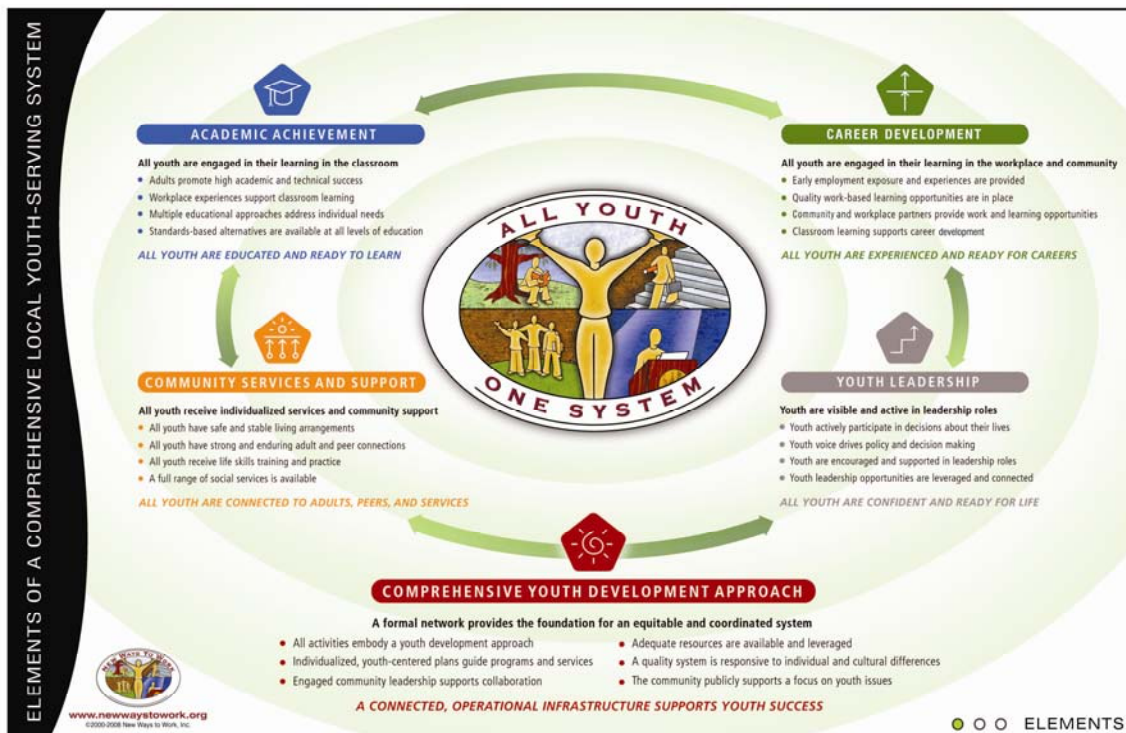 ELEMENTS OF A COMPREHENSIVE LOCAL YOUTH-SERVING SYSTEM
ACADEMIC ACHIEVEMENT
All youth are engaged in their learning in the classroom
• Adults promote high academic and technical success
• Workplace experiences support classroom learning
• Multiple educational approaches address individual needs
• Standards-based alternatives are available at all levels of education
ALL YOUTH ARE EDUCATED AND READY TO LEARN
CAREER DEVELOPMENT
All youth are engaged in their learning in the workplace and community
• Early employment exposure and experiences are provided
• Quality work-based learning opportunities are in place
• Community and workplace partners provide work and learning opportunities
• Classroom learning supports career development
ALL YOUTH ARE EXPERIENCED AND READY FOR CAREERS
ALL YOUTH
ONE SYSTEM
COMMUNITY SERVICES AND SUPPORT
All youth receive individualized services and community support
• All youth have safe and stable living arrangements
• All youth have strong and enduring adult and peer connections
• All youth receive life skills training and practice
• A full range of social services is available
ALL YOUTH ARE CONNECTED TO ADULTS, PEERS, AND SERVICES
YOUTH LEADERSHIP
Youth are visible and active in leadership roles
• Youth actively participate in decisions about their lives
• Youth voice drives policy and decision making
• Youth are encouraged and supported in leadership roles
• Youth leadership opportunities are leveraged and connected
ALL YOUTH ARE CONFIDENT AND READY FOR LIFE
COMPREHENSIVE YOUTH DEVELOPMENT APPROACH
A formal network provides the foundation for an equitable and coordinated system
• All activities embody a youth development approach
• Individualized, youth-centered plans guide programs and services
• Engaged community leadership supports collaboration
• Adequate resources are available and leveraged
• A quality system is responsive to individual and cultural differences
• The community publicly supports a focus on youth issues
A CONNECTED, OPERATIONAL INFRASTRUCTURE SUPPORTS YOUTH SUCCESS
NEW WAYS TO WORK
www.newwaystowork.org
©2000-2008 New Ways to Work, Inc.
ELEMENTS